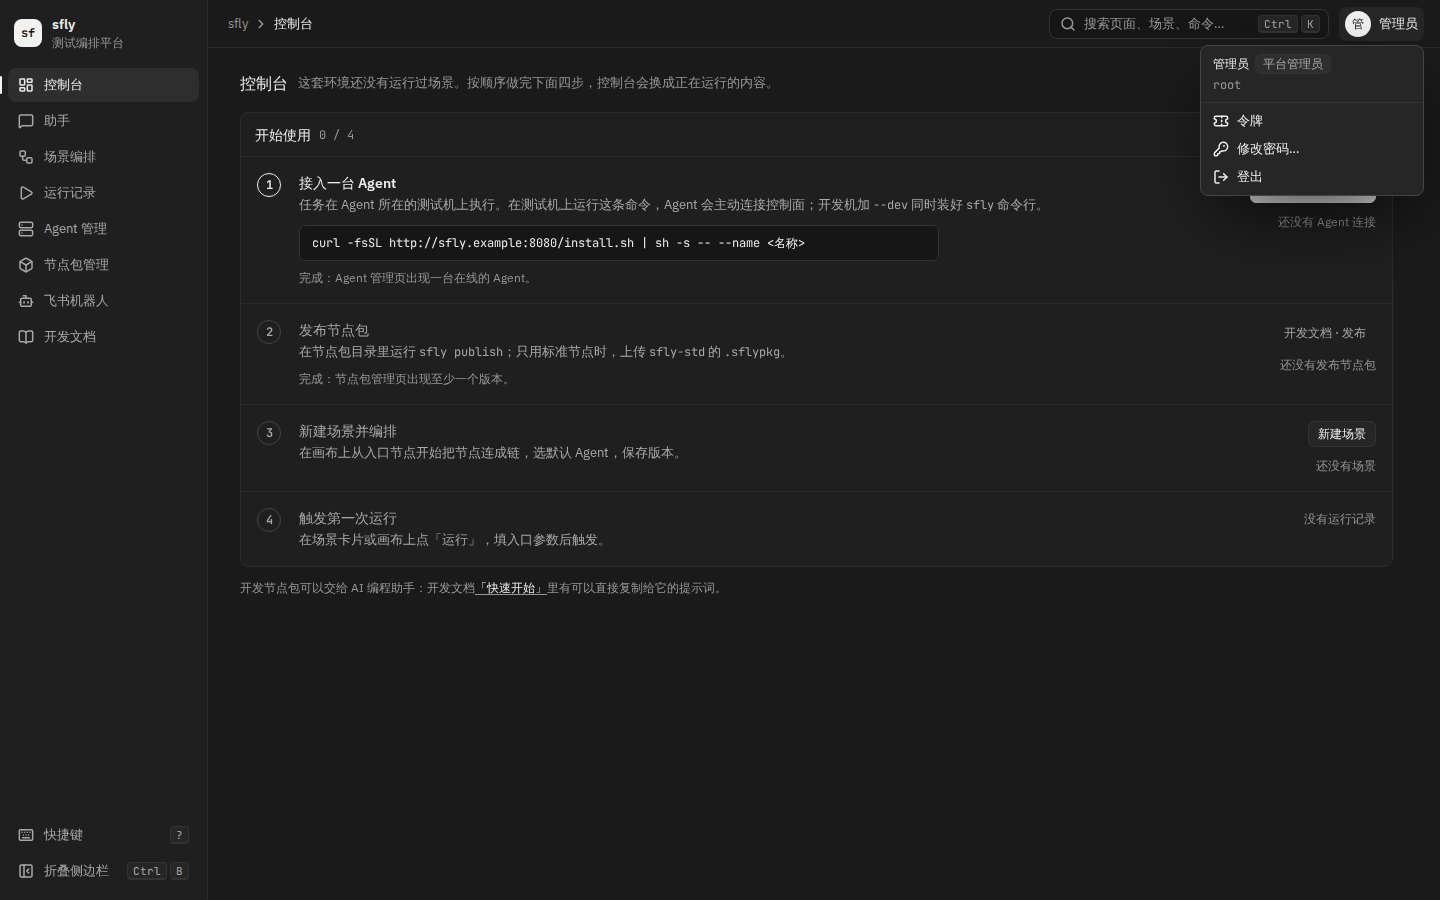 sf
sfly
测试编排平台
控制台
助手
场景编排
运行记录
Agent 管理
节点包管理
飞书机器人
开发文档
快捷键 ?
折叠侧边栏 Ctrl B
sfly > 控制台
搜索页面、场景、命令... Ctrl K
管 管理员
管理员 平台管理员
root
令牌
修改密码...
登出
控制台 这套环境还没有运行过场景。按顺序做完下面四步，控制台会换成正在运行的内容。
开始使用 0 / 4
1 接入一台 Agent
任务在 Agent 所在的测试机上执行。在测试机上运行这条命令，Agent 会主动连接控制面；开发机加 --dev 同时装好 sfly 命令行。
curl -fsSL http://sfly.example:8080/install.sh | sh -s -- --name <名称>
完成：Agent 管理页出现一台在线的 Agent。
还没有 Agent 连接
2 发布节点包
在节点包目录里运行 sfly publish；只用标准节点时，上传 sfly-std 的 .sflypkg。
完成：节点包管理页出现至少一个版本。
开发文档 · 发布
还没有发布节点包
3 新建场景并编排
在画布上从入口节点开始把节点连成链，选默认 Agent，保存版本。
新建场景
还没有场景
4 触发第一次运行
在场景卡片或画布上点「运行」，填入口参数后触发。
没有运行记录
开发节点包可以交给 AI 编程助手：开发文档「快速开始」里有可以直接复制给它的提示词。